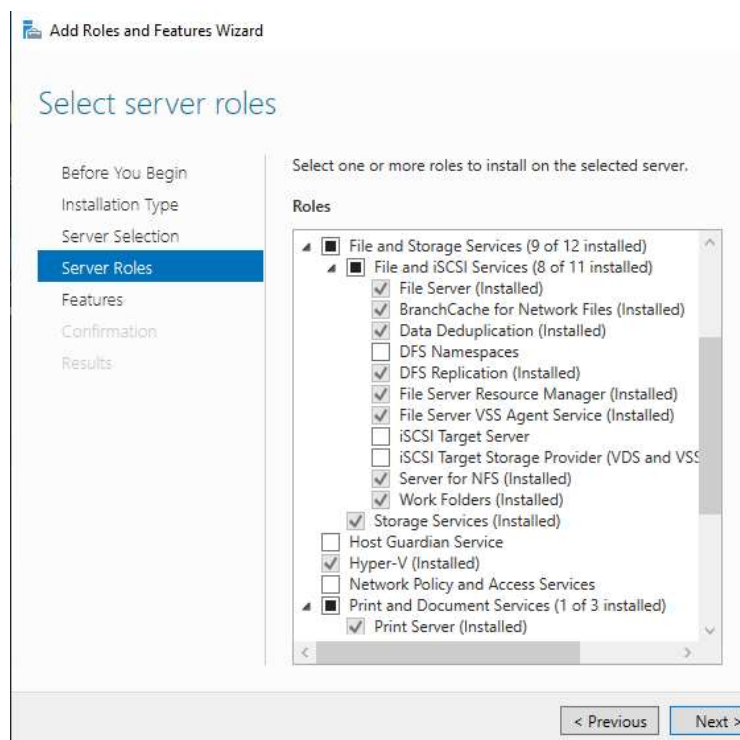 Add Roles and Features Wizard
Select server roles
Before You Begin
Installation Type
Server Selection
Server Roles
Features
Confirmation
Results
Select one or more roles to install on the selected server.
Roles
File and Storage Services (9 of 12 installed)
File and iSCSI Services (8 of 11 installed)
File Server (Installed)
BranchCache for Network Files (Installed)
Data Deduplication (Installed)
DFS Namespaces
DFS Replication (Installed)
File Server Resource Manager (Installed)
File Server VSS Agent Service (Installed)
iSCSI Target Server
iSCSI Target Storage Provider (VDS and VSS
Server for NFS (Installed)
Work Folders (Installed)
Storage Services (Installed)
Host Guardian Service
Hyper-V (Installed)
Network Policy and Access Services
Print and Document Services (1 of 3 installed)
Print Server (Installed)
< Previous
Next >